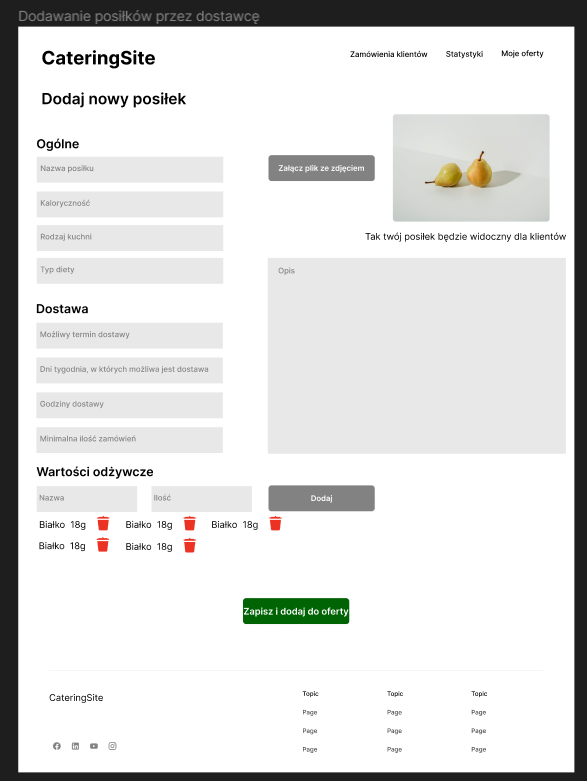 Dodawanie posiłków przez dostawcę
CateringSite
Zamówienia klientów Statystyki Moje oferty
Dodaj nowy posiłek
Ogólne
Nazwa posiłku
Kaloryczność
Rodzaj kuchni
Typ diety
Załącz plik ze zdjęciem
Tak twój posiłek będzie widoczny dla klientów
Opis
Dostawa
Możliwy termin dostawy
Dni tygodnia, w których możliwa jest dostawa
Godziny dostawy
Minimalna ilość zamówień
Wartości odżywcze
Nazwa Ilość Dodaj
Białko 18g Białko 18g Białko 18g
Białko 18g Białko 18g
Zapisz i dodaj do oferty
CateringSite
Topic Topic Topic
Page Page Page
Page Page Page
Page Page Page